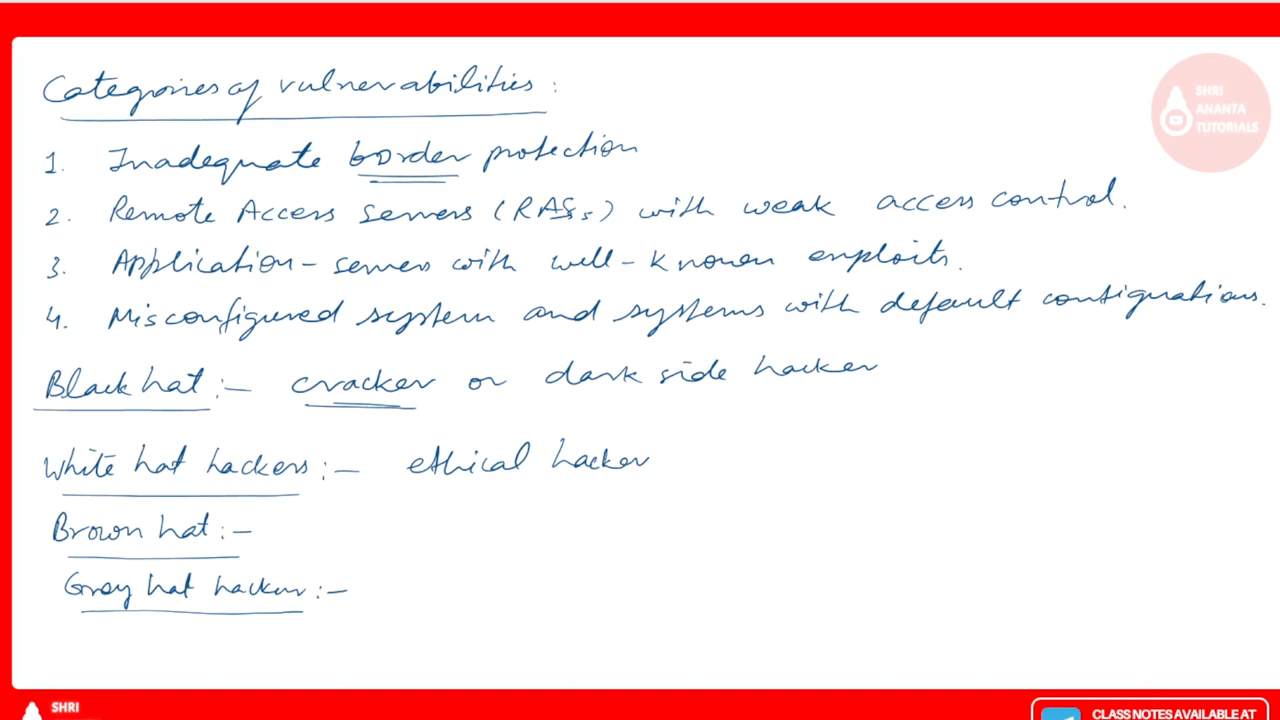 Categories of vulnerabilities :
SHRI
ANANTA
TUTORIALS
1. Inadequate border protection
2. Remote Access servers (RASs) with weak access control.
3. Application-servers with well-known exploits.
4. Misconfigured system and systems with default configurations.
Black hat :- cracker or dark side hacker
White hat hackers :- ethical hacker
Brown hat :-
Grey hat hacker :-
SHRI
CLASS NOTES AVAILABLE AT